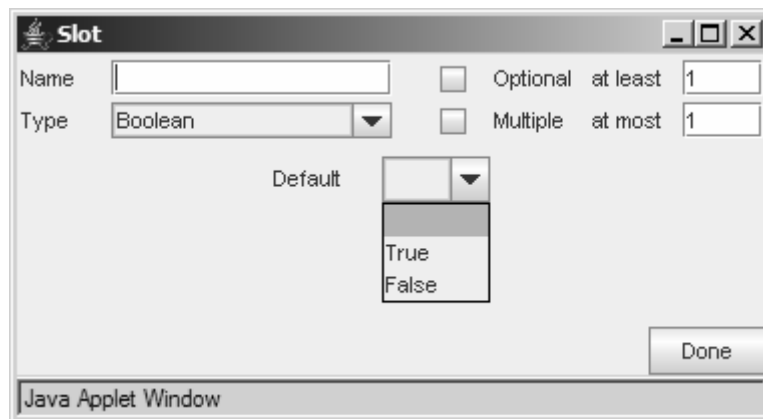 Slot
Name Optional at least 1
Type Boolean Multiple at most 1
Default
True
False
Done
Java Applet Window